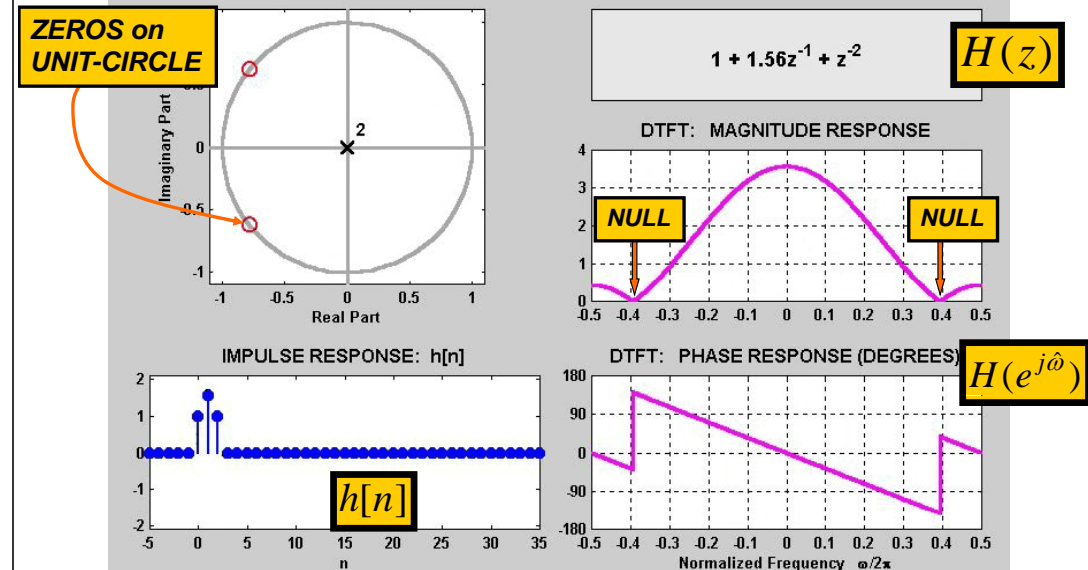 ZEROS on
UNIT-CIRCLE
Imaginary Part
0
-0.5
-1
2
-1 -0.5 0 0.5 1
Real Part
1 + 1.56z^-1 + z^-2
H(z)
DTFT: MAGNITUDE RESPONSE
4
3
2
1
0
NULL
NULL
-0.5 -0.4 -0.3 -0.2 -0.1 0 0.1 0.2 0.3 0.4 0.5
IMPULSE RESPONSE: h[n]
2
1
0
-1
-2
h[n]
-5 0 5 10 15 20 25 30 35
n
DTFT: PHASE RESPONSE (DEGREES)
H(e^jω̂)
180
90
0
-90
-180
-0.5 -0.4 -0.3 -0.2 -0.1 0 0.1 0.2 0.3 0.4 0.5
Normalized Frequency ω/2π